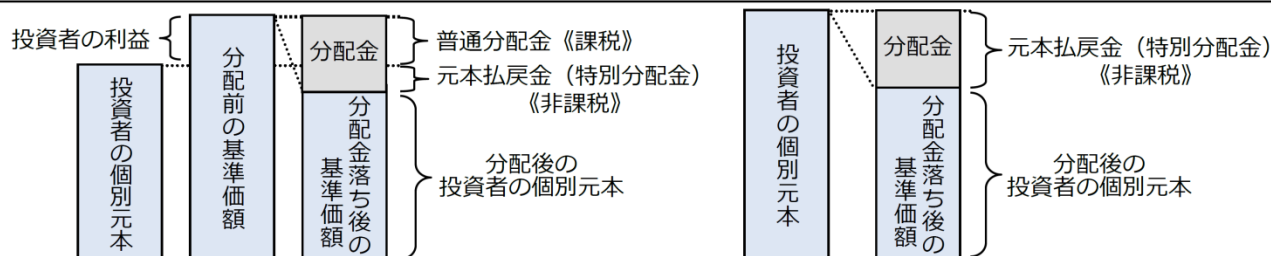 投資者の利益
投資者の個別元本
分配前の基準価額
分配金
分配金落ち後の
基準価額
普通分配金《課税》
元本払戻金（特別分配金）
《非課税》
分配後の
投資者の個別元本
投資者の個別元本
分配金
分配金落ち後の
基準価額
元本払戻金（特別分配金）
《非課税》
分配後の
投資者の個別元本